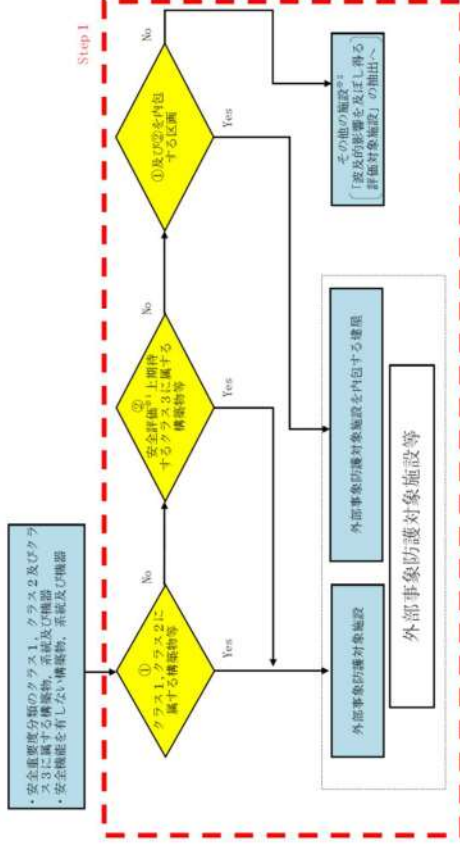 ・安全重要度分類のクラス1,クラス2及びクラ
ス3に属する構築物,系統及び機器
・安全機能を有しない構築物,系統及び機器
Step 1
①
クラス1,クラス2に
属する構築物等
No
Yes
②
安全評価※1上期待
するクラス3に属する
構築物等
No
Yes
①及び②を内包
する区画
No
Yes
外部事象防護対象施設
外部事象防護対象施設を内包する建屋
外部事象防護対象施設等
その他の施設※2
「波及的影響を及ぼし得る
評価対象施設」の抽出へ